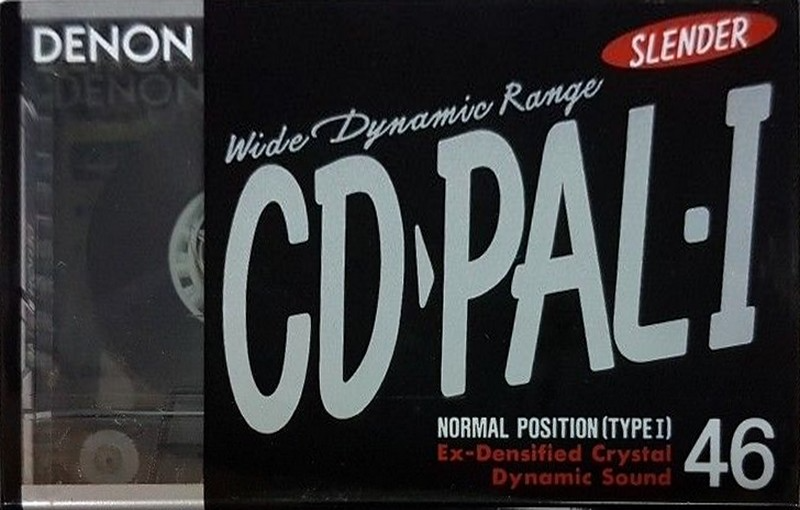 DENON
SLENDER
Wide Dynamic Range
CD▸PAL·I
NORMAL POSITION (TYPE I)
Ex-Densified Crystal
Dynamic Sound
46